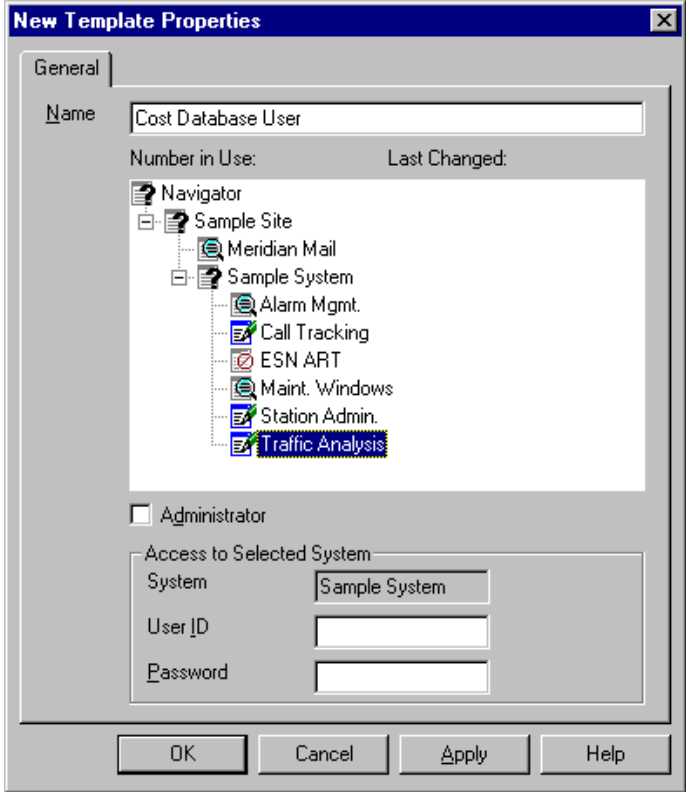 New Template Properties
General
Name Cost Database User
Number in Use: Last Changed:
Navigator
Sample Site
Meridian Mail
Sample System
Alarm Mgmt.
Call Tracking
ESN ART
Maint. Windows
Station Admin.
Traffic Analysis
Administrator
Access to Selected System
System Sample System
User ID
Password
OK Cancel Apply Help